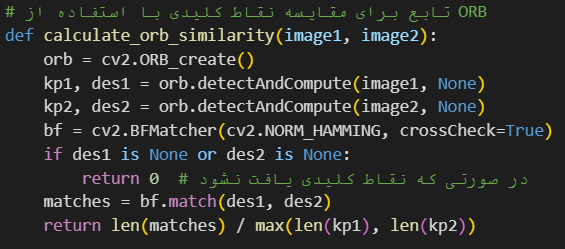 # تابع برای مقایسه نقاط کلیدی با استفاده از ORB
def calculate_orb_similarity(image1, image2):
    orb = cv2.ORB_create()
    kp1, des1 = orb.detectAndCompute(image1, None)
    kp2, des2 = orb.detectAndCompute(image2, None)
    bf = cv2.BFMatcher(cv2.NORM_HAMMING, crossCheck=True)
    if des1 is None or des2 is None:
        return 0  # در صورتی که نقاط کلیدی یافت نشود
    matches = bf.match(des1, des2)
    return len(matches) / max(len(kp1), len(kp2))